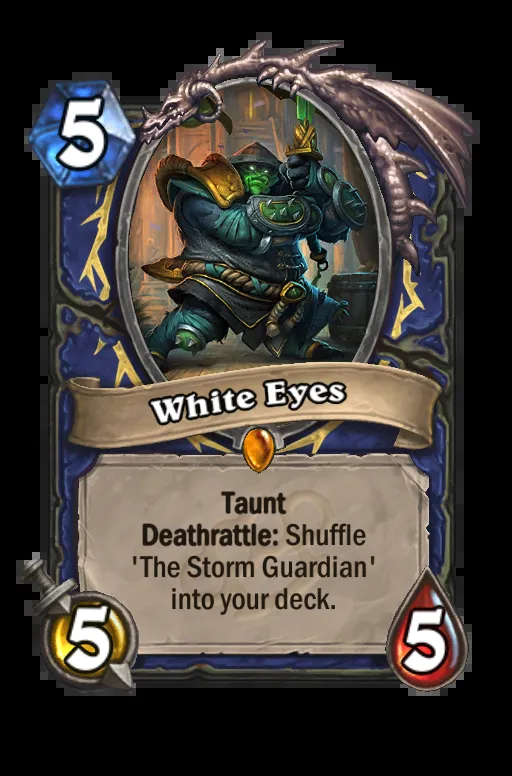 5
White Eyes
Taunt
Deathrattle: Shuffle
'The Storm Guardian'
into your deck.
5
5